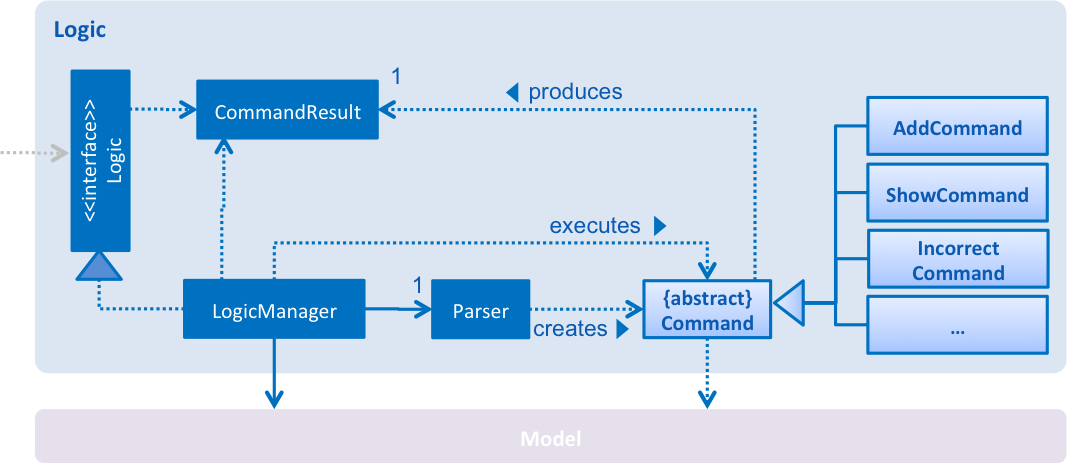 Logic
<<interface>>
Logic
CommandResult
1
produces
AddCommand
ShowCommand
Incorrect
Command
...
executes
LogicManager
1
Parser
creates
{abstract}
Command
Model